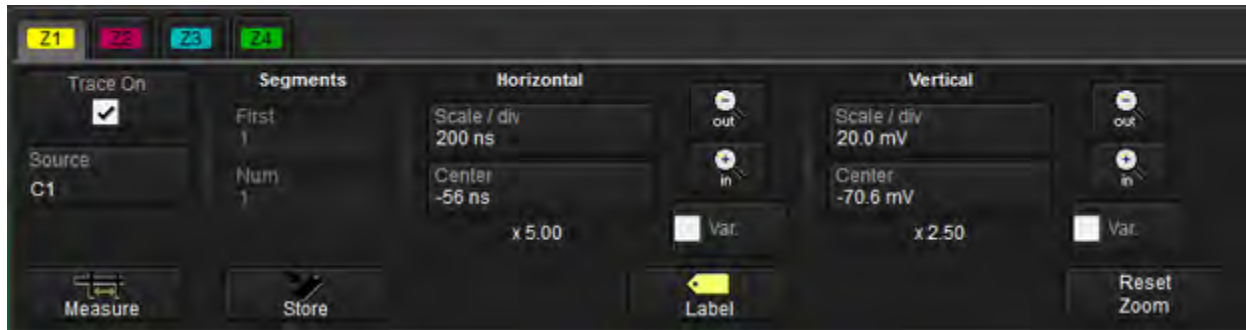 Z1 Z2 Z3 Z4
Trace On
Source
C1
Segments
First
1
Num
1
Horizontal
Scale / div
200 ns
Center
-56 ns
x 5.00
out
in
Var.
Vertical
Scale / div
20.0 mV
Center
-70.6 mV
x 2.50
out
in
Var.
Measure
Store
Label
Reset
Zoom